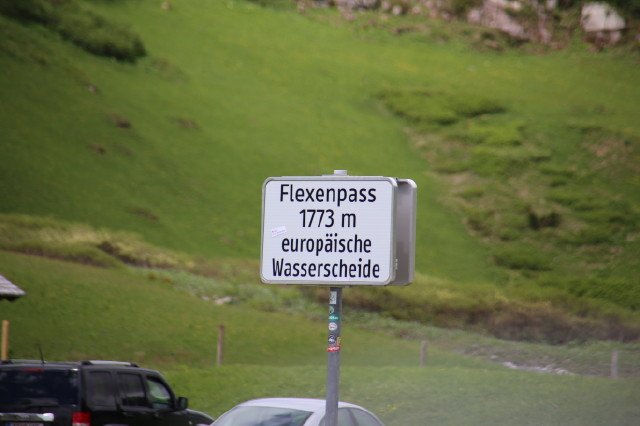 Flexenpass
1773 m
europäische
Wasserscheide